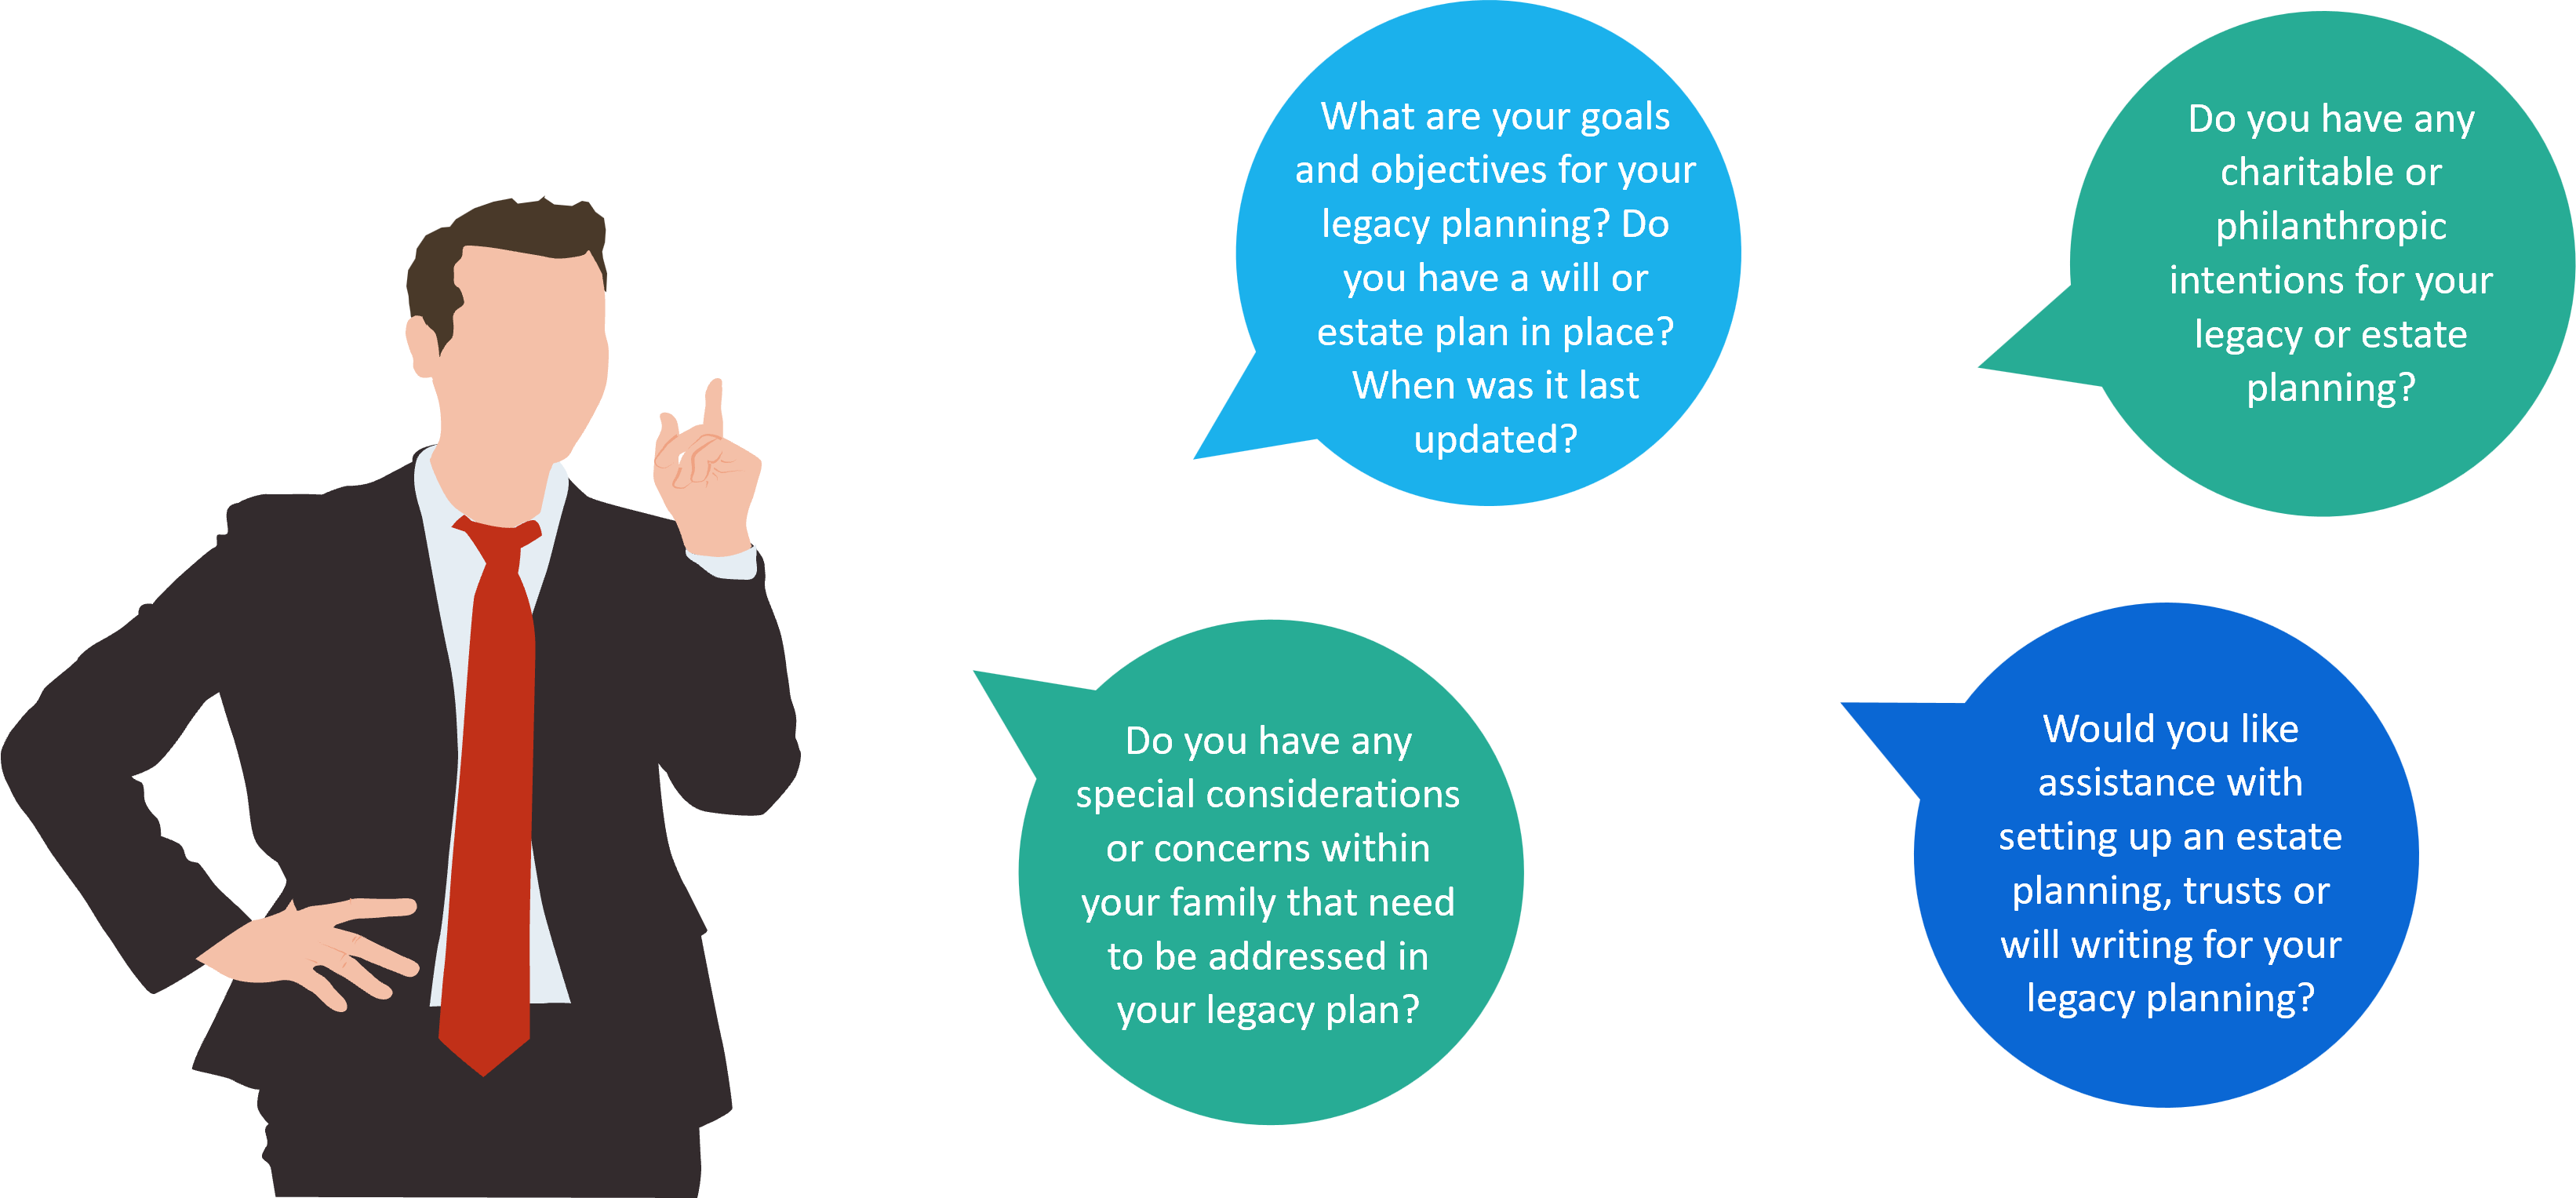 What are your goals
and objectives for your
legacy planning? Do
you have a will or
estate plan in place?
When was it last
updated?
Do you have any
charitable or
philanthropic
intentions for your
legacy or estate
planning?
Do you have any
special considerations
or concerns within
your family that need
to be addressed in
your legacy plan?
Would you like
assistance with
setting up an estate
planning, trusts or
will writing for your
legacy planning?